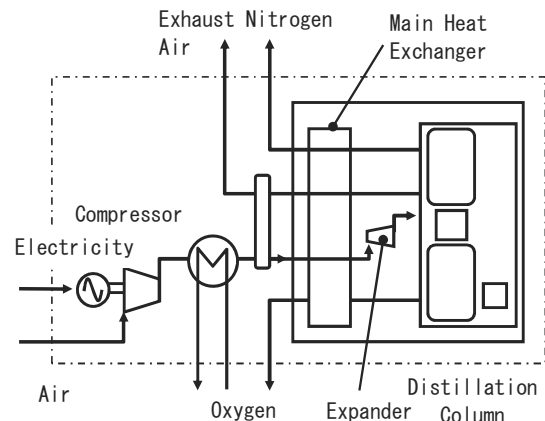 Exhaust Nitrogen
Air
Main Heat
Exchanger
Compressor
Electricity
Air
Oxygen
Expander
Distillation
Column